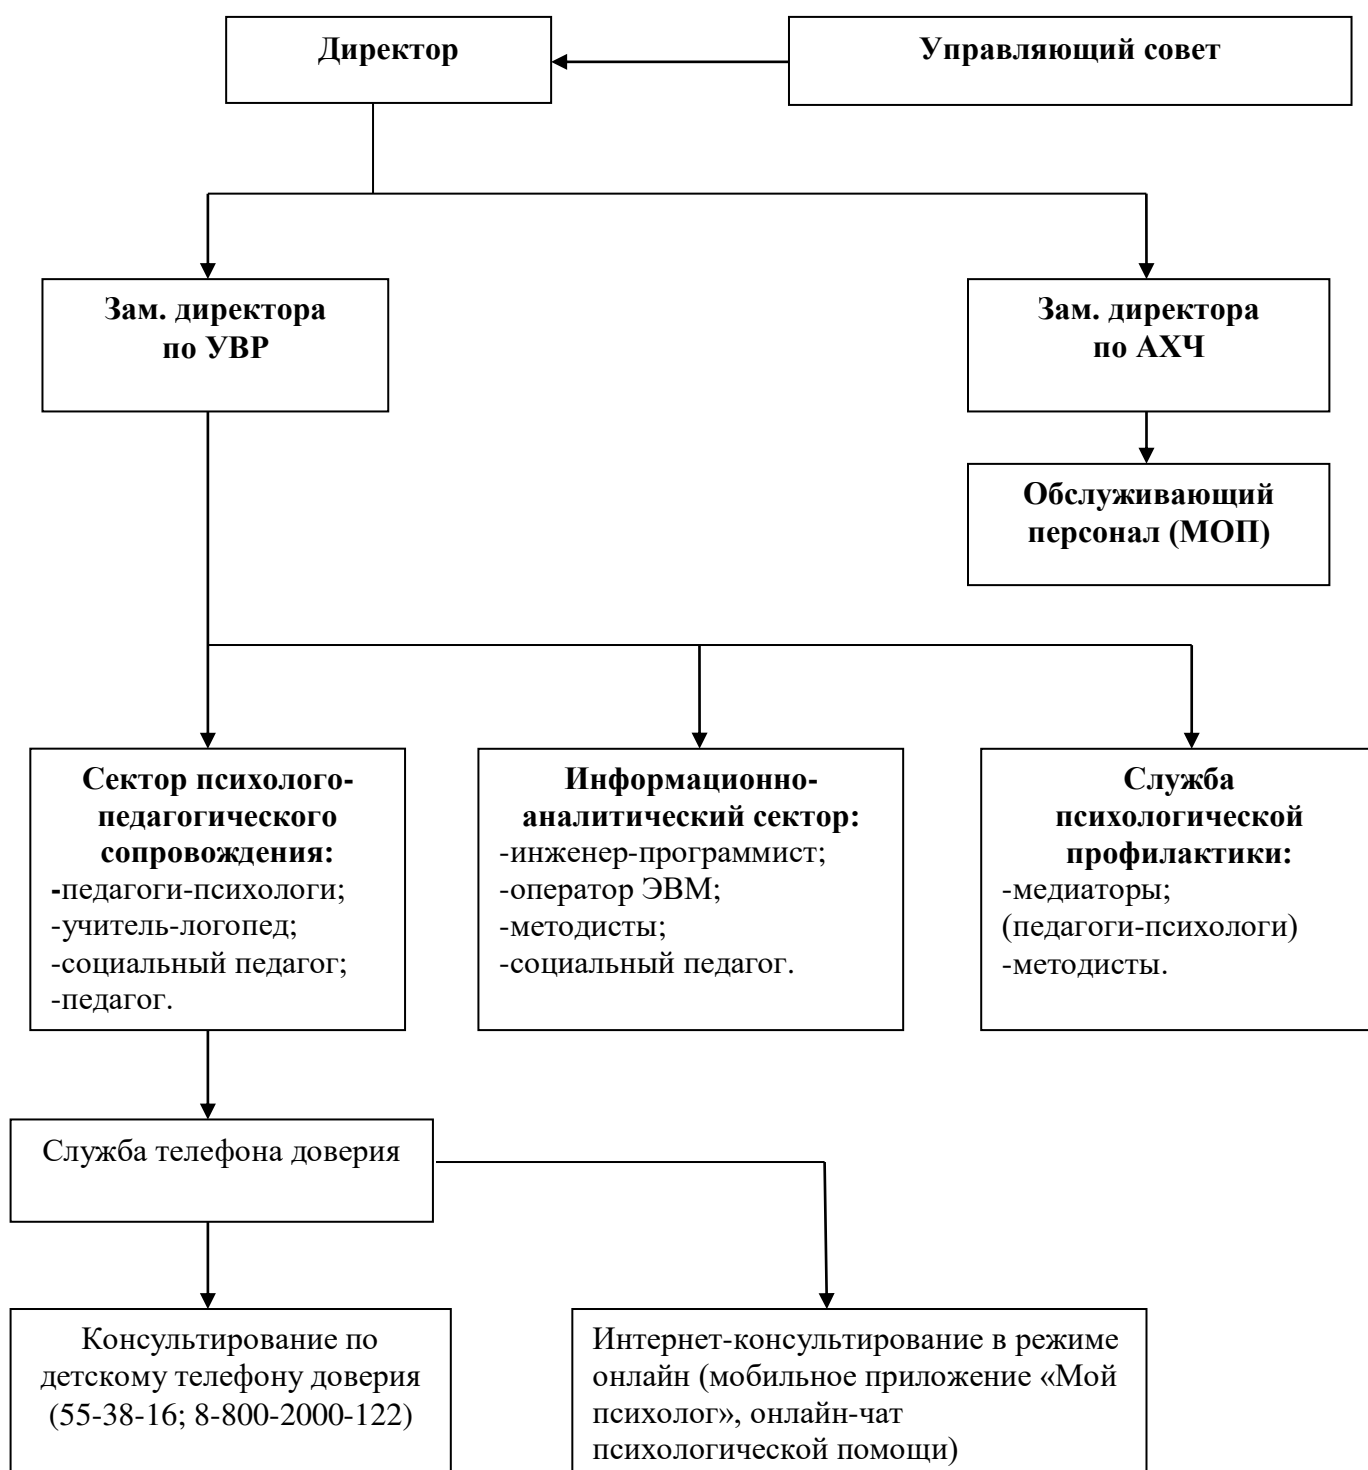 Директор
Управляющий совет
Зам. директора
по УВР
Зам. директора
по АХЧ
Обслуживающий
персонал (МОП)
Сектор психолого-
педагогического
сопровождения:
-педагоги-психологи;
-учитель-логопед;
-социальный педагог;
-педагог.
Информационно-
аналитический сектор:
-инженер-программист;
-оператор ЭВМ;
-методисты;
-социальный педагог.
Служба
психологической
профилактики:
-медиаторы;
(педагоги-психологи)
-методисты.
Служба телефона доверия
Консультирование по
детскому телефону доверия
(55-38-16; 8-800-2000-122)
Интернет-консультирование в режиме
онлайн (мобильное приложение «Мой
психолог», онлайн-чат
психологической помощи)